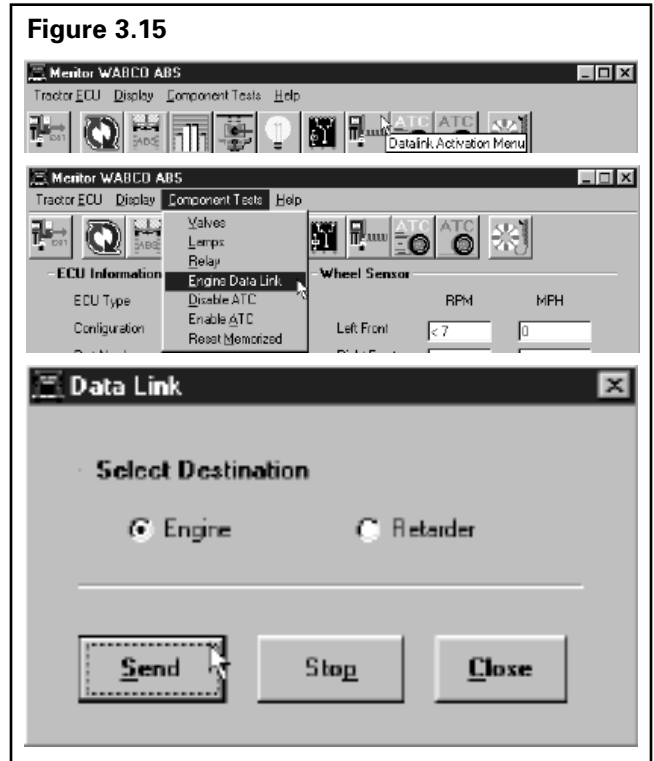 Figure 3.15
Meritor WABCO ABS
Tractor ECU Display Component Tests Help
ATC ATC
Datalink Activation Menu
Meritor WABCO ABS
Tractor ECU Display Component Tests Help
ATC ATC
Valves
Lamps
Relay
Engine Data Link
Disable ATC
Enable ATC
Reset Memorized
ECU Information
ECU Type
Configuration
Wheel Sensor
RPM MPH
Left Front < 7 0
Data Link
Select Destination
Engine Retarder
Send Stop Close